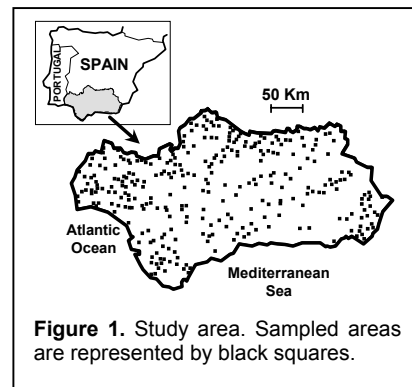 PORTUGAL
SPAIN
50 Km
Atlantic
Ocean
Mediterranean
Sea
Figure 1. Study area. Sampled areas
are represented by black squares.